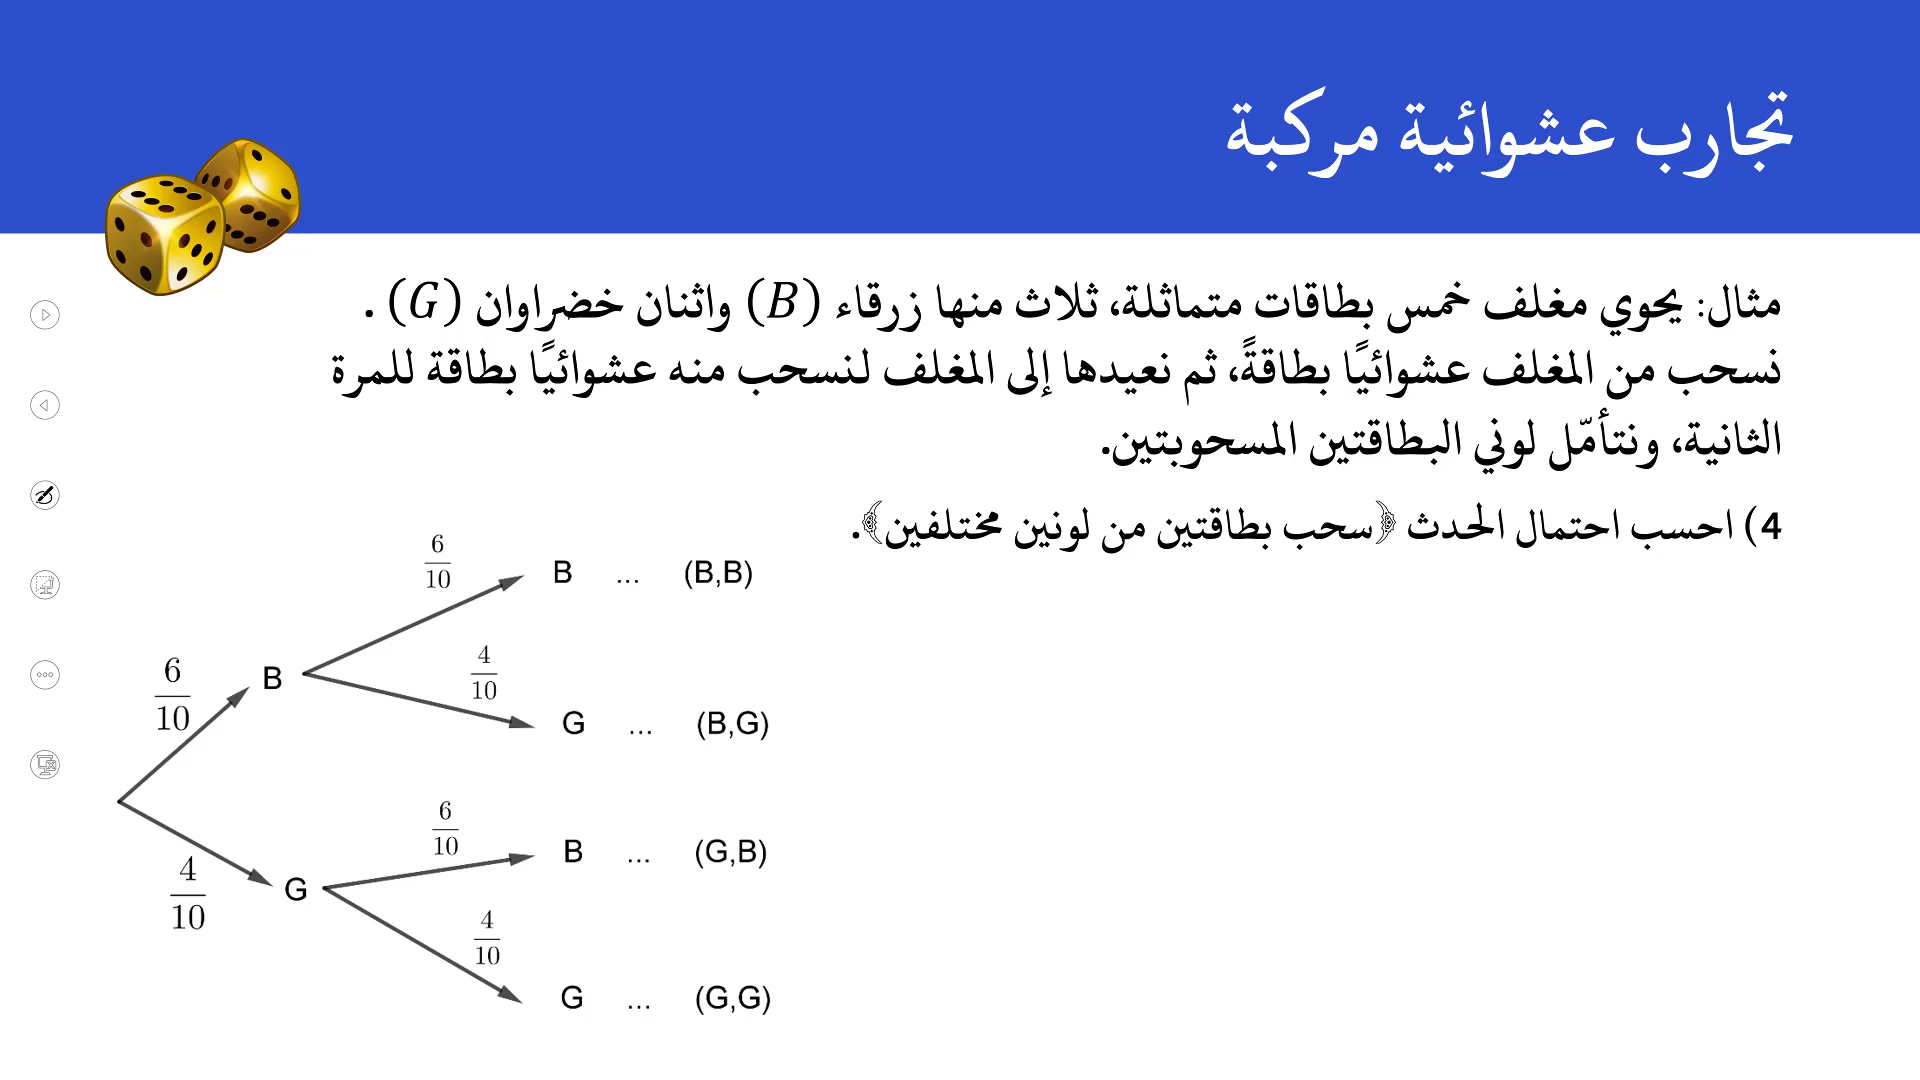 تجارب عشوائية مركبة
مثال: يحوي مغلف خمس بطاقات متماثلة، ثلاث منها زرقاء (B) واثنان خضراوان (G) .
نسحب من المغلف عشوائيًا بطاقةً، ثم نعيدها إلى المغلف لنسحب منه عشوائيًا بطاقة للمرة
الثانية، ونتأمّل لوني البطاقتين المسحوبتين.
4) احسب احتمال الحدث ﴿سحب بطاقتين من لونين مختلفين﴾.
6/10
B ... (B,B)
4/10
6/10
B
G ... (B,G)
6/10
B ... (G,B)
4/10
G
4/10
G ... (G,G)